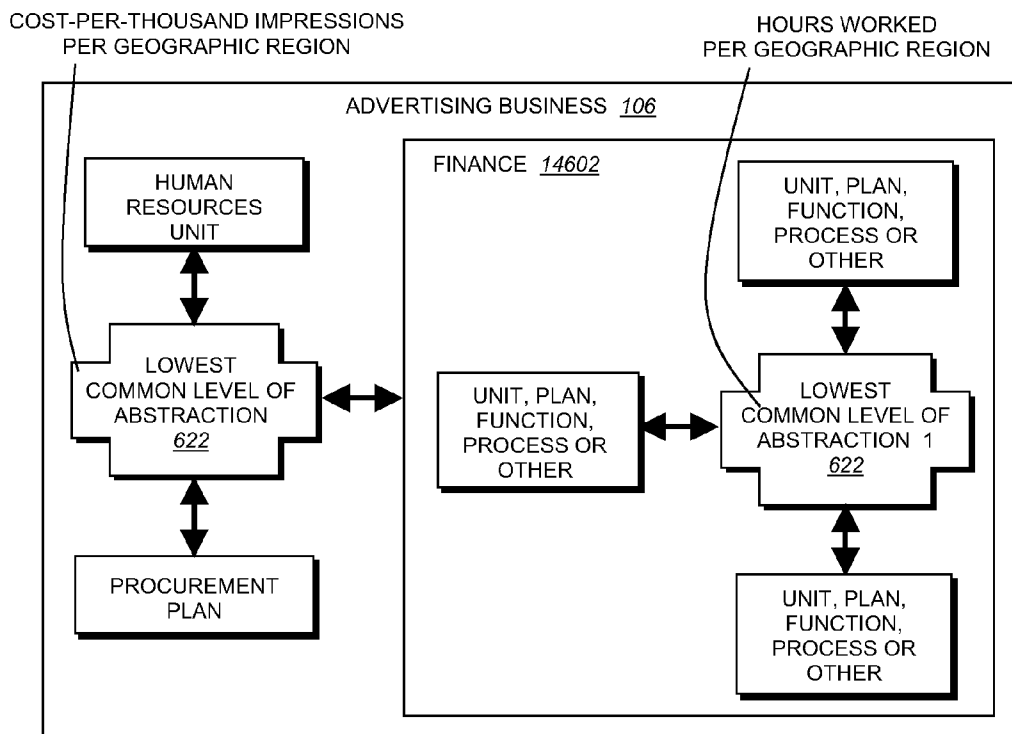 COST-PER-THOUSAND IMPRESSIONS
PER GEOGRAPHIC REGION
HOURS WORKED
PER GEOGRAPHIC REGION
ADVERTISING BUSINESS 106
HUMAN
RESOURCES
UNIT
LOWEST
COMMON LEVEL OF
ABSTRACTION
622
PROCUREMENT
PLAN
FINANCE 14602
UNIT, PLAN,
FUNCTION,
PROCESS OR
OTHER
UNIT, PLAN,
FUNCTION,
PROCESS OR
OTHER
LOWEST
COMMON LEVEL OF
ABSTRACTION 1
622
UNIT, PLAN,
FUNCTION,
PROCESS OR
OTHER